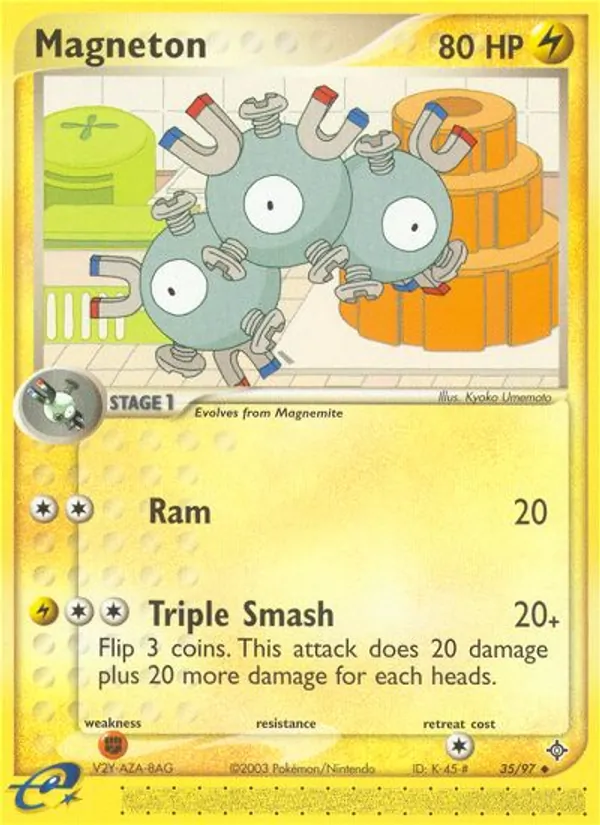 Magneton 80 HP
Illus. Kyoko Umemoto
STAGE 1
Evolves from Magnemite
Ram 20
Triple Smash 20+
Flip 3 coins. This attack does 20 damage
plus 20 more damage for each heads.
weakness resistance retreat cost
V2Y-AZA-8AG ©2003 Pokémon/Nintendo ID: K-45 # 35/97
e